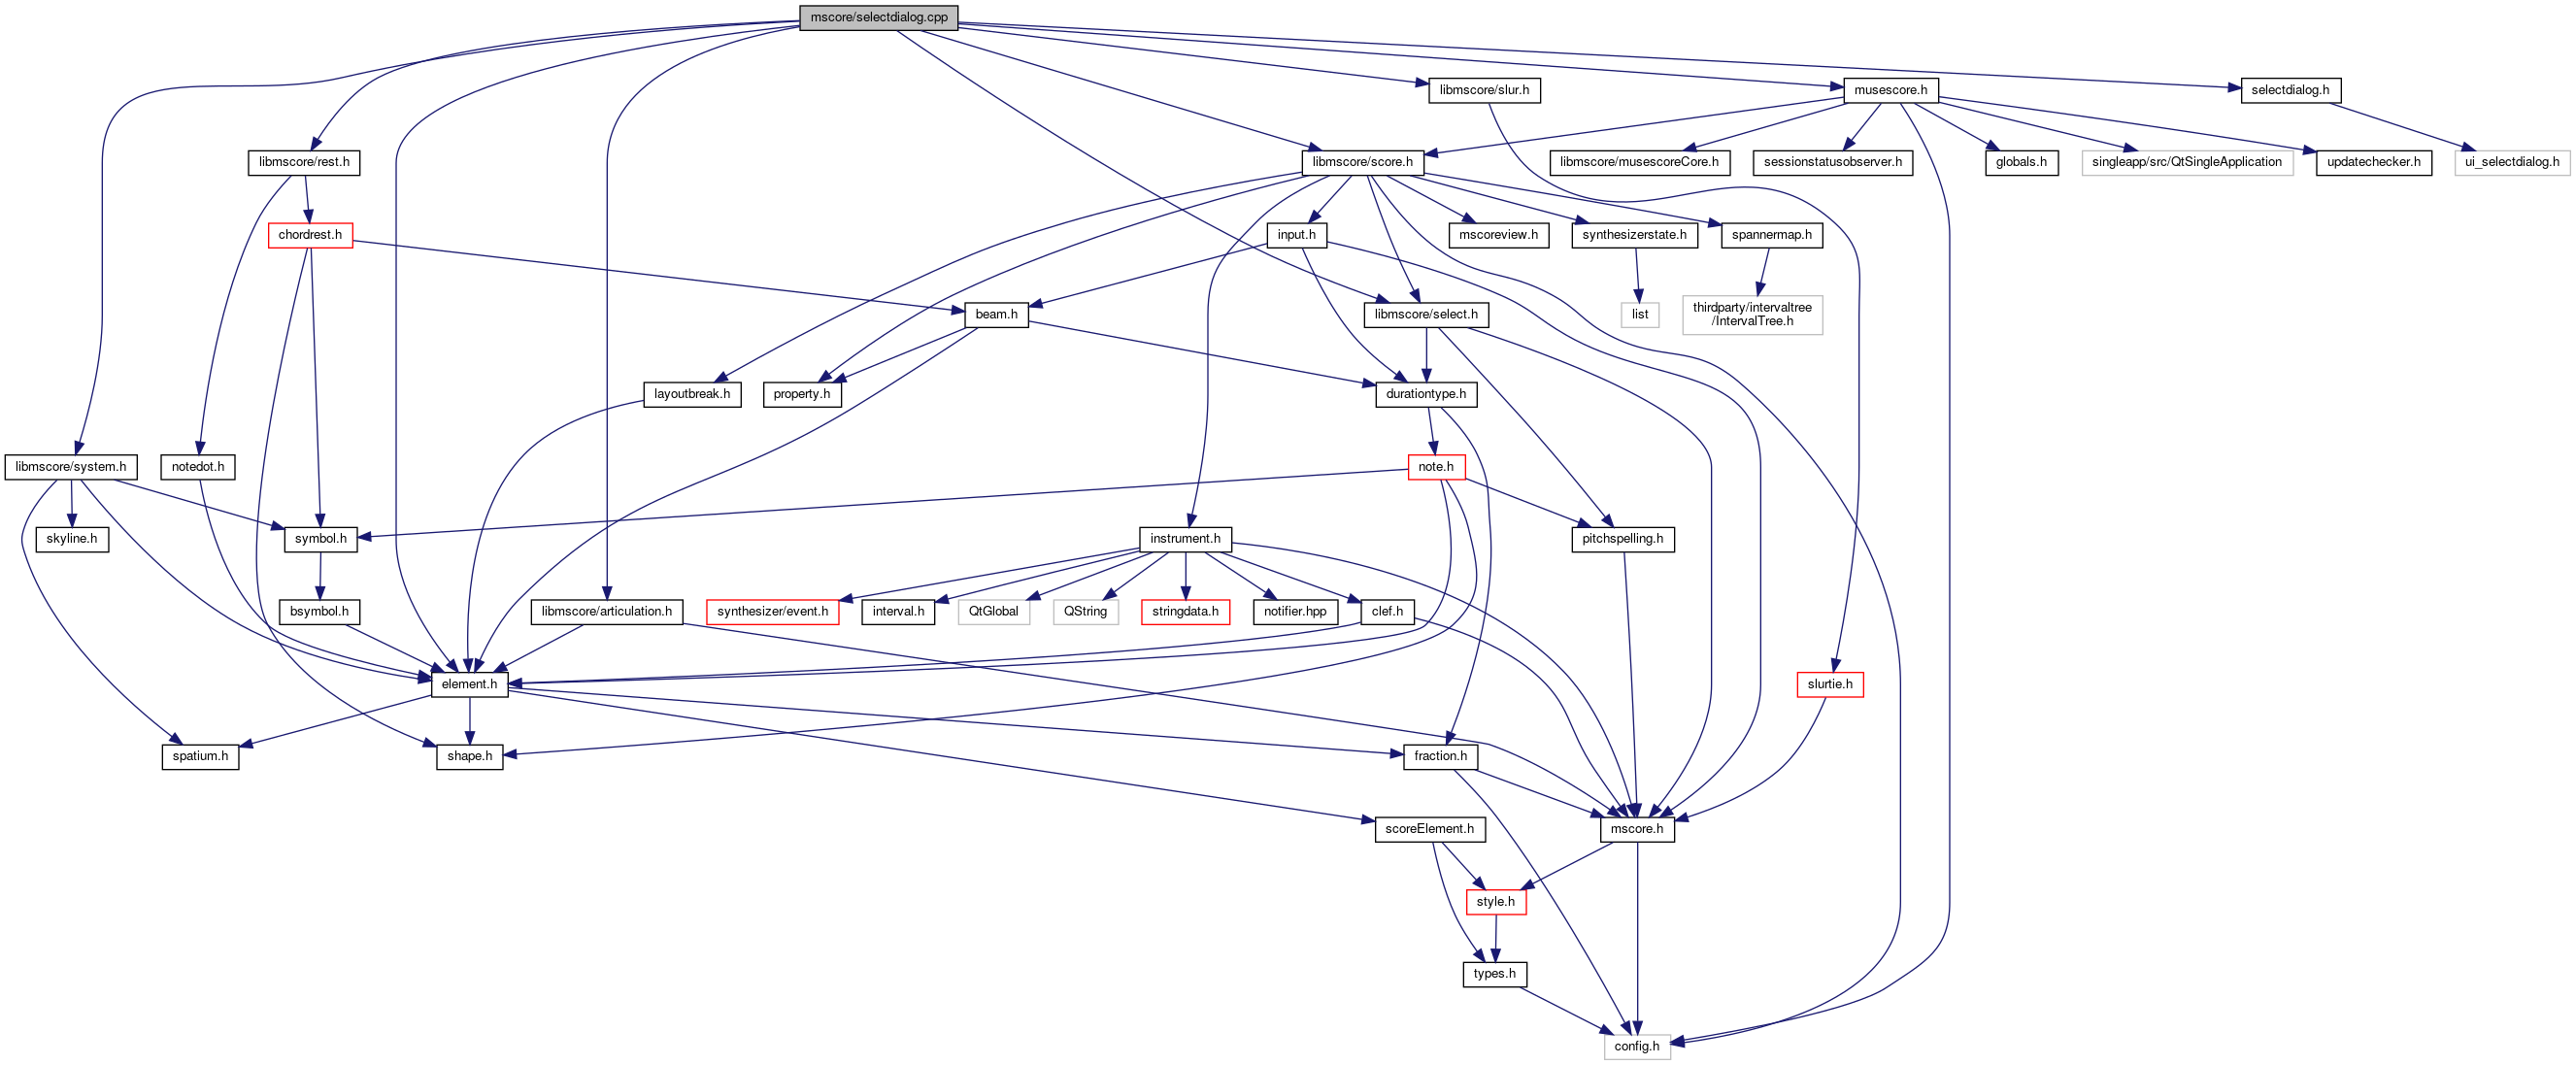 mscore/selectdialog.cpp
libmscore/slur.h
musescore.h
selectdialog.h
libmscore/rest.h
libmscore/score.h
libmscore/musescoreCore.h
sessionstatusobserver.h
globals.h
singleapp/src/QtSingleApplication
updatechecker.h
ui_selectdialog.h
chordrest.h
input.h
mscoreview.h
synthesizerstate.h
spannermap.h
beam.h
libmscore/select.h
list
thirdparty/intervaltree
/IntervalTree.h
layoutbreak.h
property.h
durationtype.h
libmscore/system.h
notedot.h
note.h
skyline.h
symbol.h
instrument.h
pitchspelling.h
bsymbol.h
libmscore/articulation.h
synthesizer/event.h
interval.h
QtGlobal
QString
stringdata.h
notifier.hpp
clef.h
element.h
slurtie.h
spatium.h
shape.h
fraction.h
scoreElement.h
mscore.h
style.h
types.h
config.h